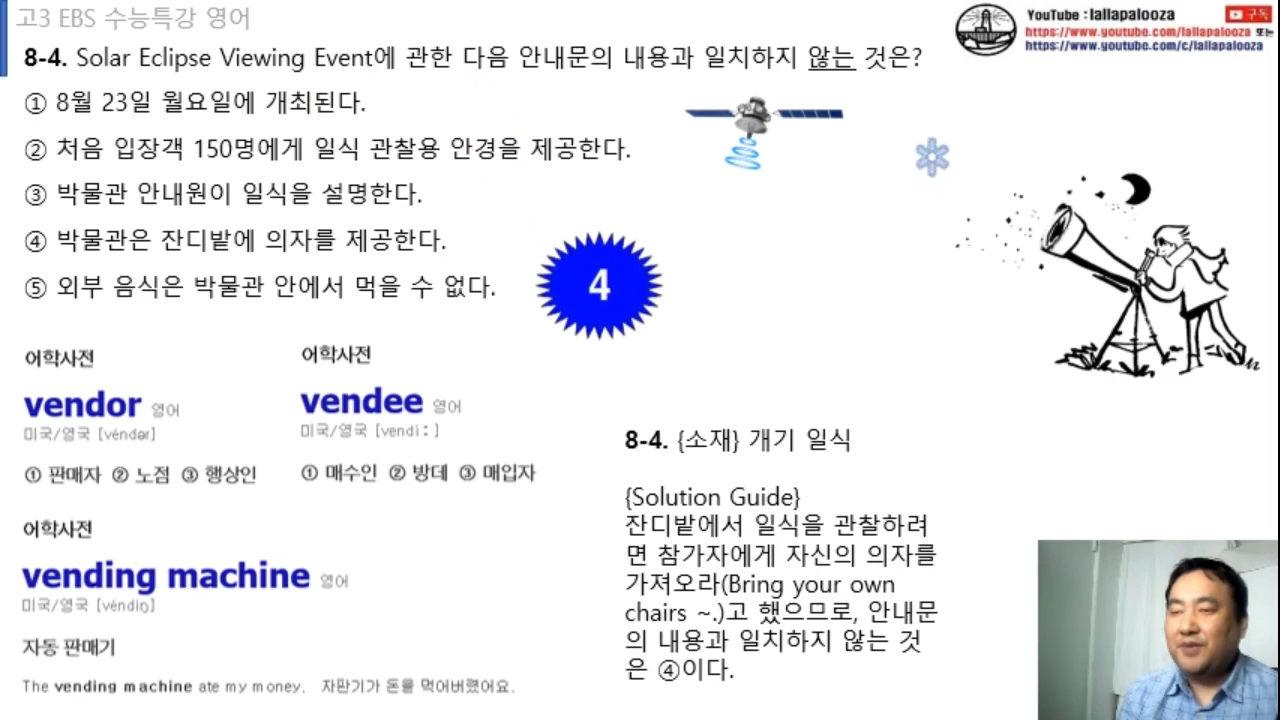 고3 EBS 수능특강 영어
YouTube : lallapalooza
구독
https://www.youtube.com/lallapalooza 또는
https://www.youtube.com/c/lallapalooza
8-4. Solar Eclipse Viewing Event에 관한 다음 안내문의 내용과 일치하지 않는 것은?
① 8월 23일 월요일에 개최된다.
② 처음 입장객 150명에게 일식 관찰용 안경을 제공한다.
③ 박물관 안내원이 일식을 설명한다.
④ 박물관은 잔디밭에 의자를 제공한다.
⑤ 외부 음식은 박물관 안에서 먹을 수 없다.
4
어학사전
vendor 영어
미국/영국 [véndər]
① 판매자 ② 노점 ③ 행상인
어학사전
vendee 영어
미국/영국 [vendiː]
① 매수인 ② 방데 ③ 매입자
어학사전
vending machine 영어
미국/영국 [véndiŋ]
자동 판매기
The vending machine ate my money. 자판기가 돈을 먹어버렸어요.
8-4. {소재} 개기 일식
{Solution Guide}
잔디밭에서 일식을 관찰하려
면 참가자에게 자신의 의자를
가져오라(Bring your own
chairs ~.)고 했으므로, 안내문
의 내용과 일치하지 않는 것
은 ④이다.